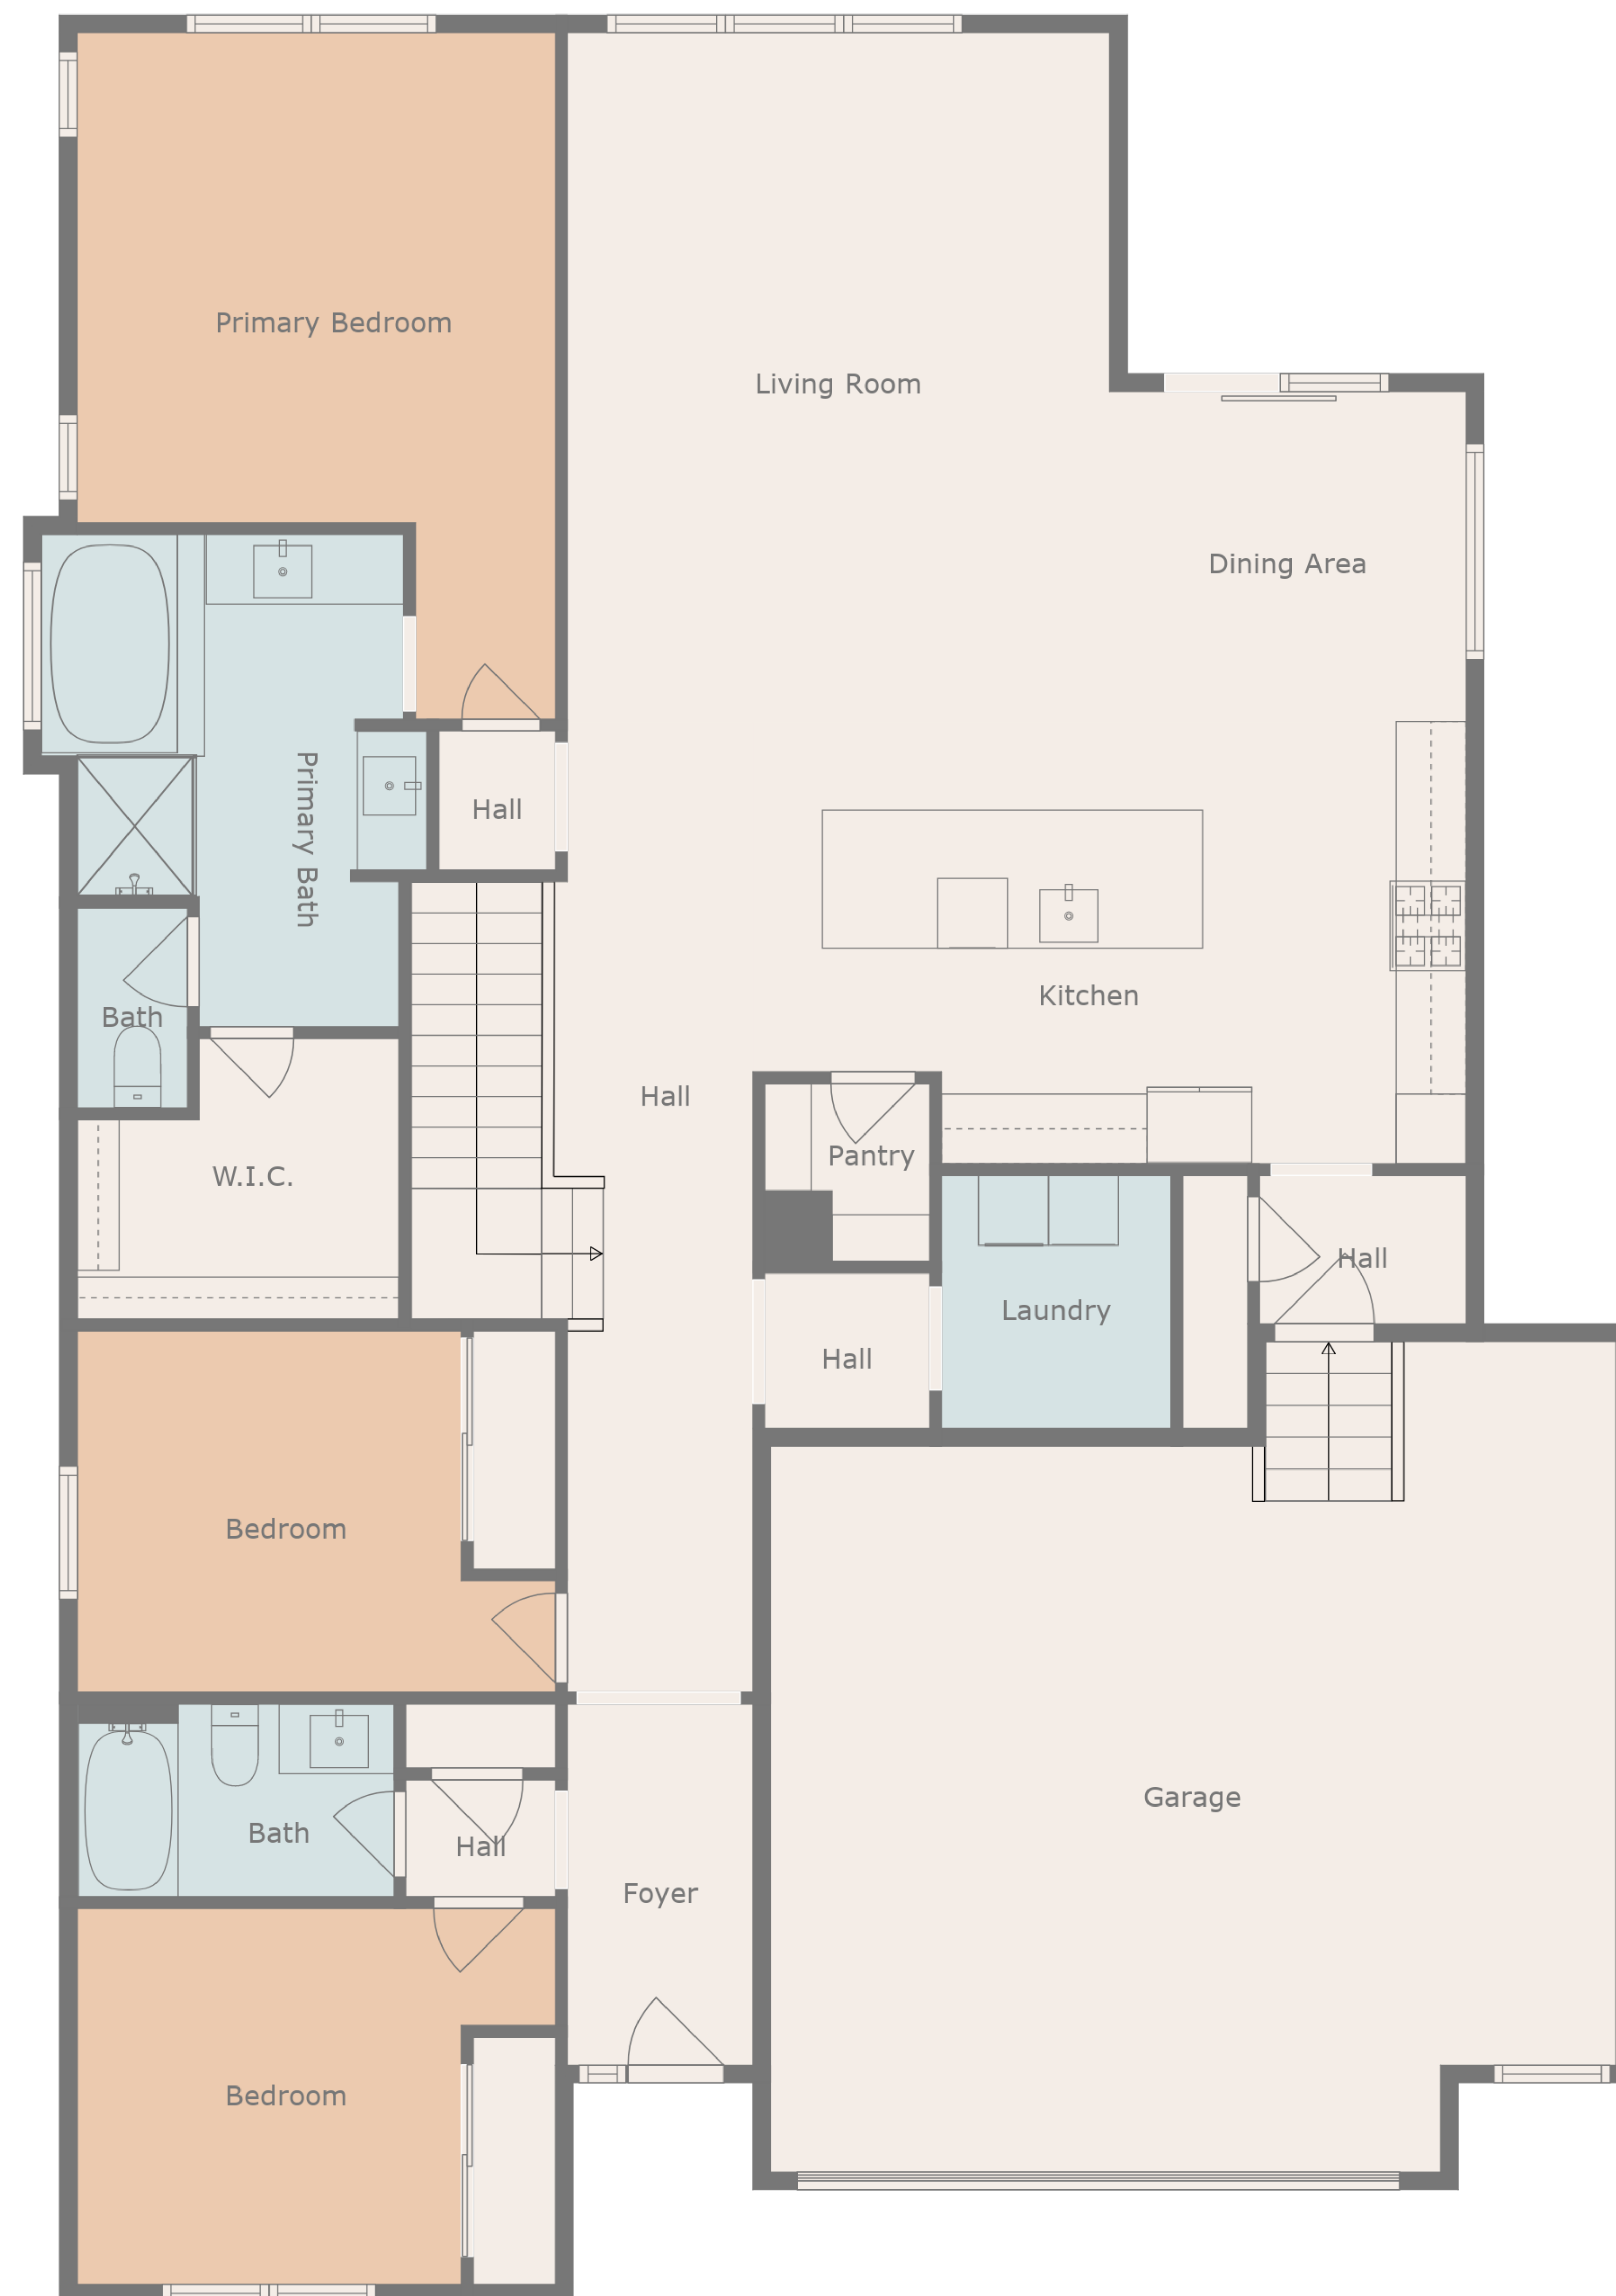 Primary Bedroom
Living Room
Dining Area
Primary Bath
Hall
Kitchen
Bath
Hall
Pantry
W.I.C.
Hall
Laundry
Hall
Bedroom
Garage
Bath
Hall
Foyer
Bedroom